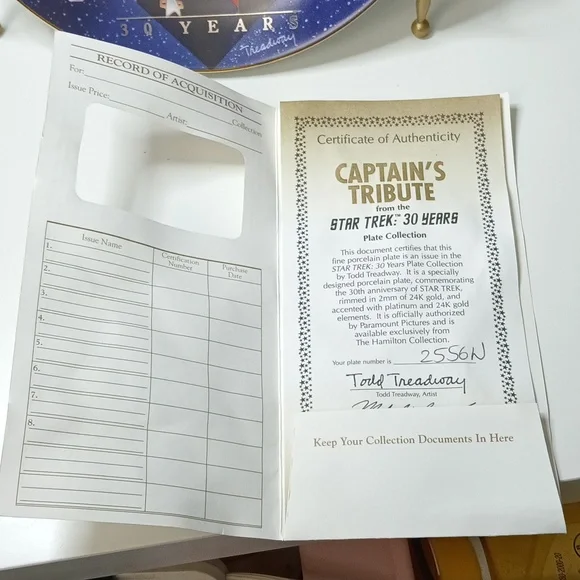 30 YEARS
Treadway
RECORD OF ACQUISITION
For:
Issue Price:
Artist: Collection
Issue Name Certification Number Purchase Date
1.
2.
3.
4.
5.
6.
7.
8.
Certificate of Authenticity
CAPTAIN'S
TRIBUTE
from the
STAR TREK:™ 30 YEARS
Plate Collection
This document certifies that this
fine porcelain plate is an issue in the
STAR TREK: 30 Years Plate Collection
by Todd Treadway. It is a specially
designed porcelain plate, commemorating
the 30th anniversary of STAR TREK,
rimmed in 2mm of 24K gold, and
accented with platinum and 24K gold
elements. It is officially authorized
by Paramount Pictures and is
available exclusively from
The Hamilton Collection.
Your plate number is 2556N
Todd Treadway
Todd Treadway, Artist
Keep Your Collection Documents In Here